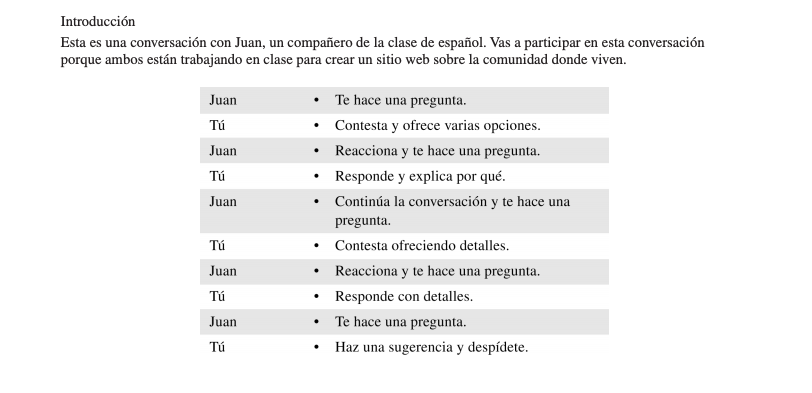 Introducción
Esta es una conversación con Juan, un compañero de la clase de español. Vas a participar en esta conversación
porque ambos están trabajando en clase para crear un sitio web sobre la comunidad donde viven.
Juan • Te hace una pregunta.
Tú • Contesta y ofrece varias opciones.
Juan • Reacciona y te hace una pregunta.
Tú • Responde y explica por qué.
Juan • Continúa la conversación y te hace una
pregunta.
Tú • Contesta ofreciendo detalles.
Juan • Reacciona y te hace una pregunta.
Tú • Responde con detalles.
Juan • Te hace una pregunta.
Tú • Haz una sugerencia y despídete.